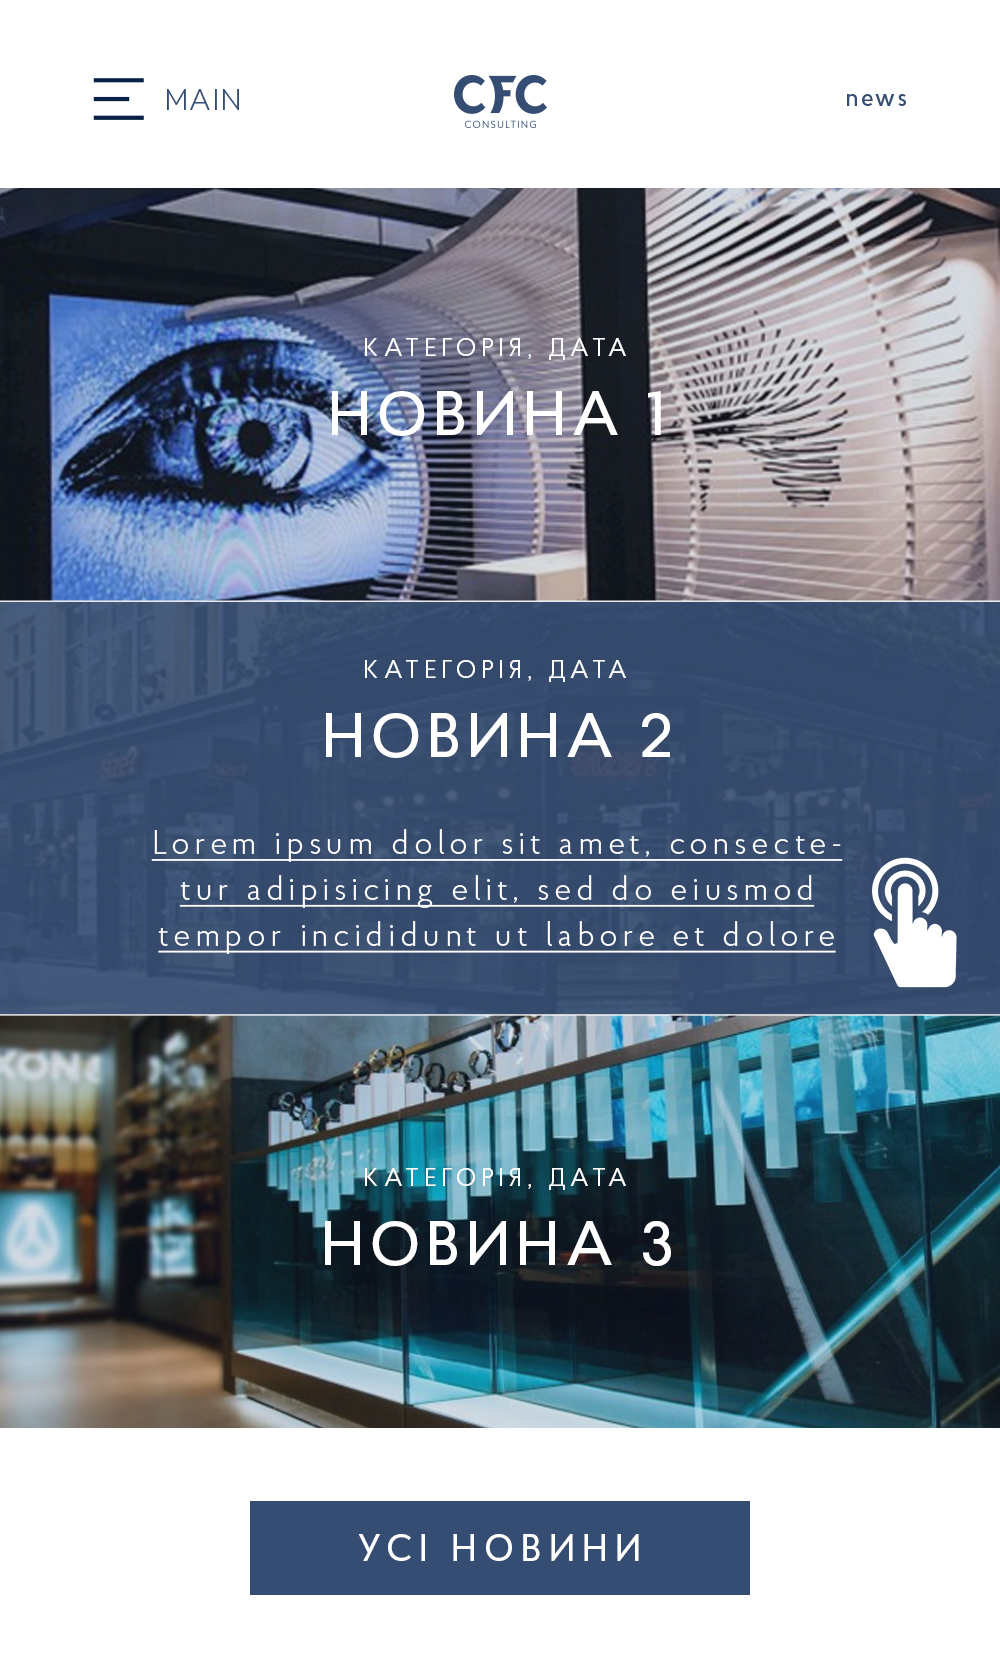 MAIN
CFC
CONSULTING
news
КАТЕГОРІЯ, ДАТА
НОВИНА 1
КАТЕГОРІЯ, ДАТА
НОВИНА 2
Lorem ipsum dolor sit amet, consecte-
tur adipisicing elit, sed do eiusmod
tempor incididunt ut labore et dolore
КАТЕГОРІЯ, ДАТА
НОВИНА 3
УСІ НОВИНИ